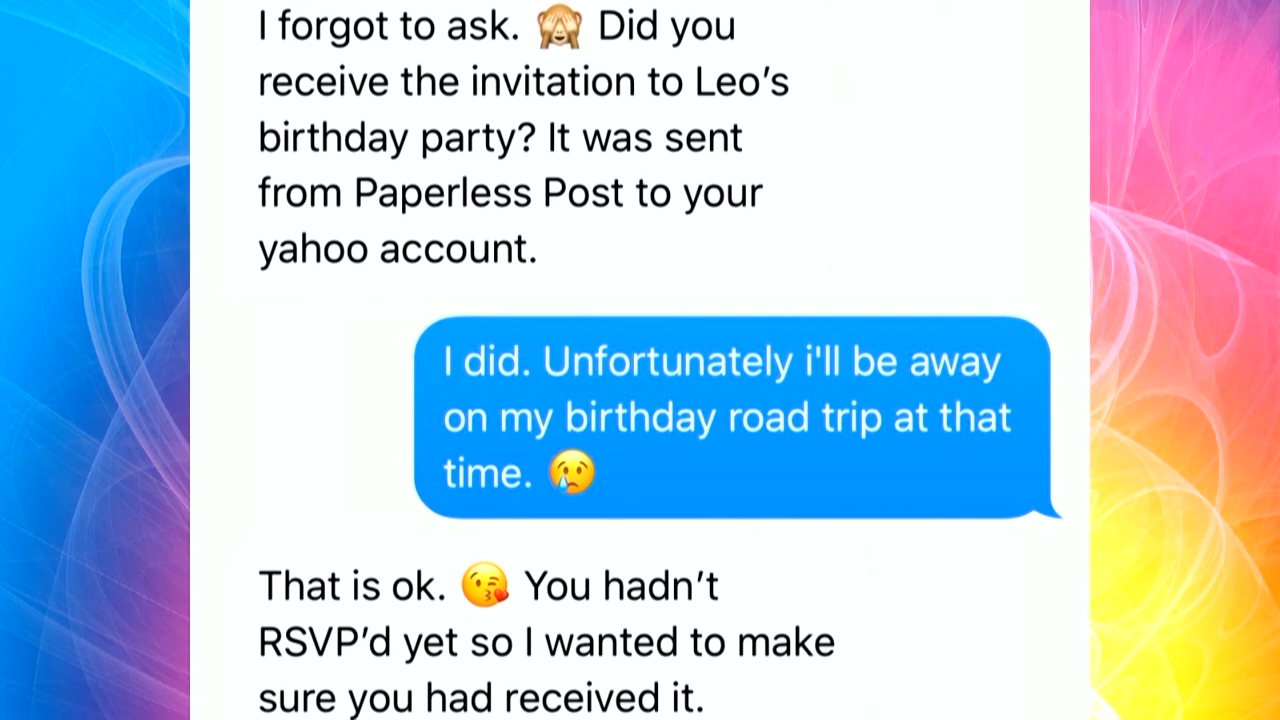 I forgot to ask. 🙈 Did you
receive the invitation to Leo’s
birthday party? It was sent
from Paperless Post to your
yahoo account.
I did. Unfortunately i'll be away
on my birthday road trip at that
time. 😢
That is ok. 😘 You hadn’t
RSVP’d yet so I wanted to make
sure you had received it.